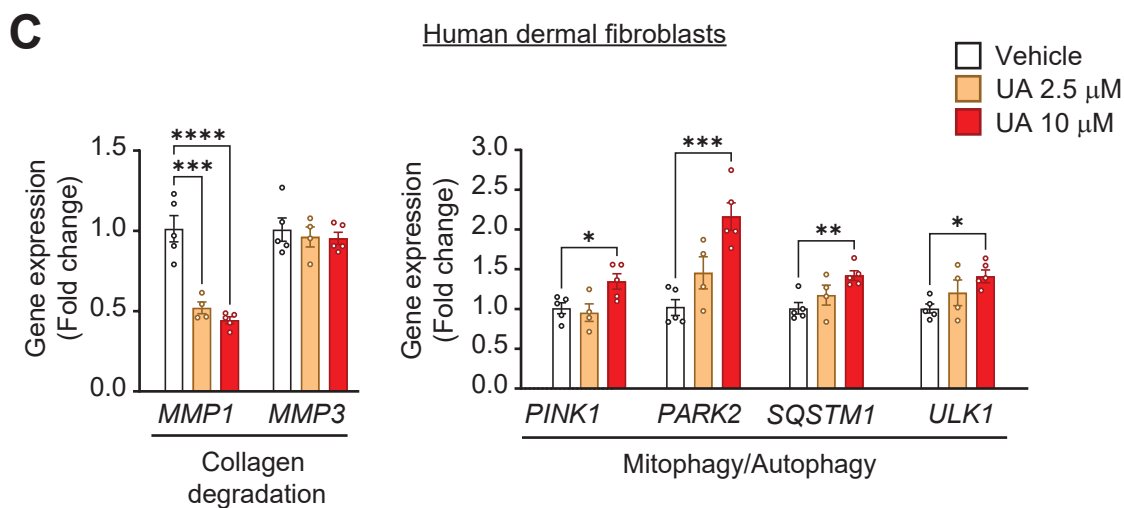 C
Human dermal fibroblasts
Vehicle
UA 2.5 μM
UA 10 μM
Gene expression
(Fold change)
1.5
1.0
0.5
0.0
****
***
MMP1
MMP3
Collagen
degradation
Gene expression
(Fold change)
3.0
2.5
2.0
1.5
1.0
0.5
0.0
*
***
**
*
PINK1
PARK2
SQSTM1
ULK1
Mitophagy/Autophagy